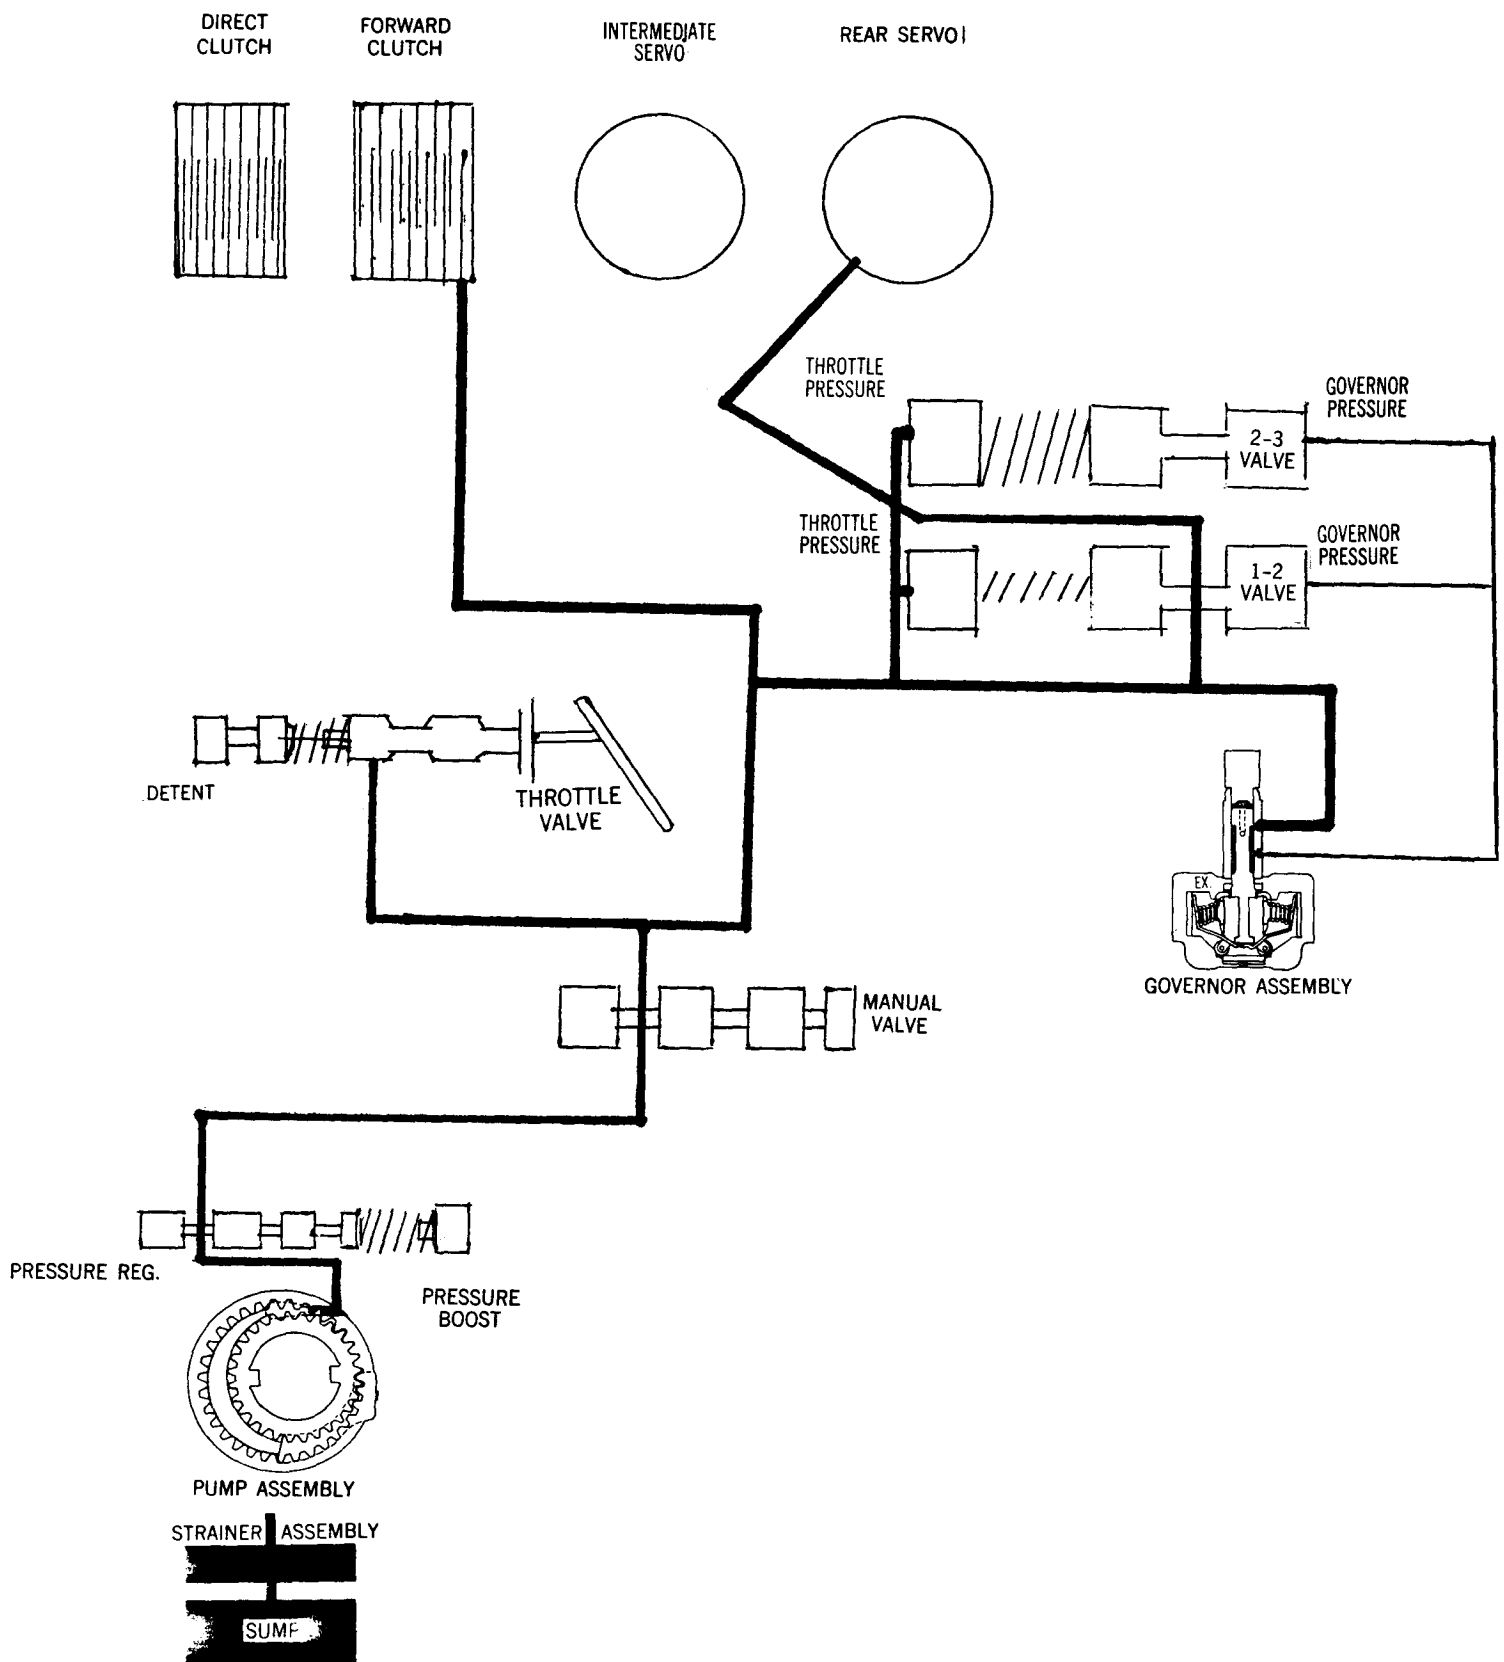 DIRECT
CLUTCH
FORWARD
CLUTCH
INTERMEDIATE
SERVO
REAR SERVO
THROTTLE
PRESSURE
GOVERNOR
PRESSURE
2-3
VALVE
THROTTLE
PRESSURE
GOVERNOR
PRESSURE
1-2
VALVE
DETENT
THROTTLE
VALVE
EX.
GOVERNOR ASSEMBLY
MANUAL
VALVE
PRESSURE REG.
PRESSURE
BOOST
PUMP ASSEMBLY
STRAINER ASSEMBLY
SUMP